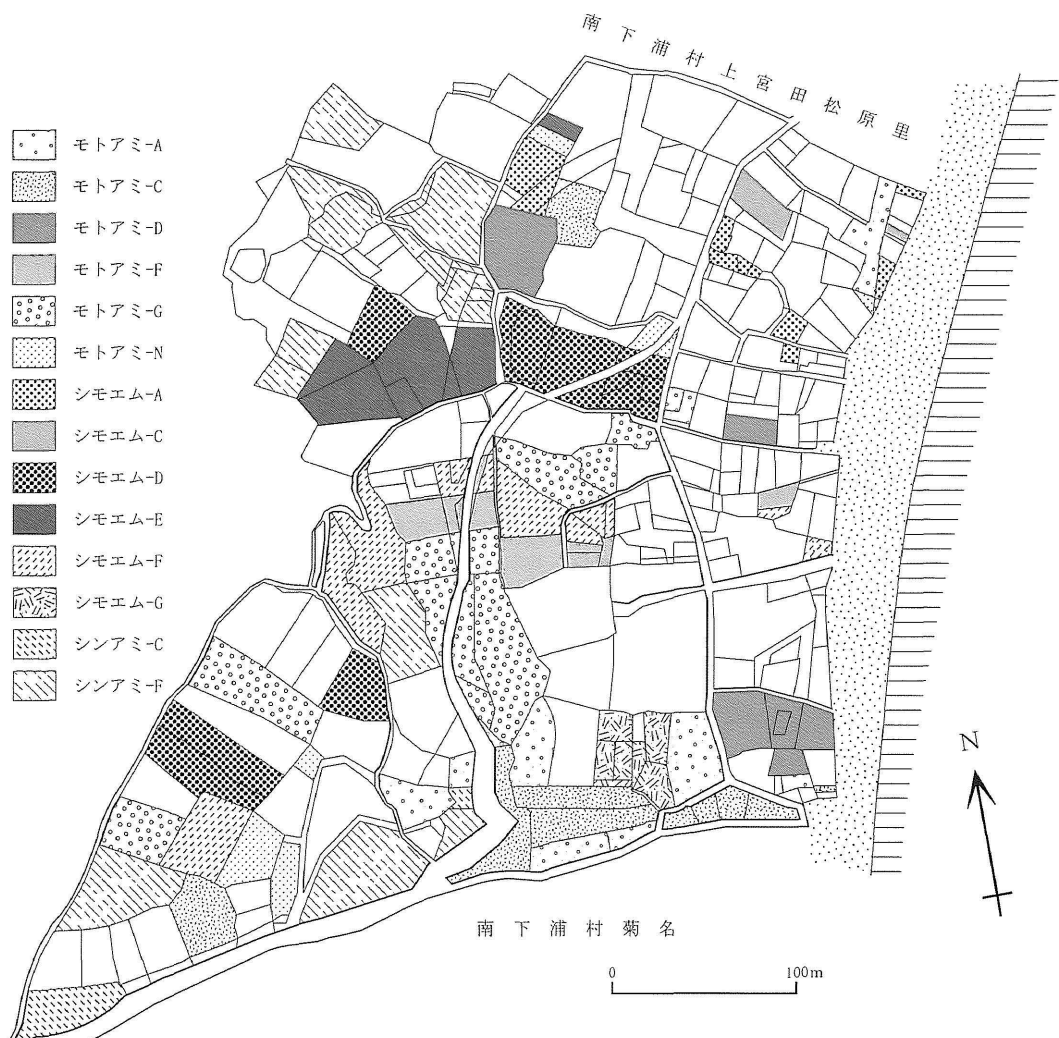 南下浦村上宮田松原里
モトアミ-A
モトアミ-C
モトアミ-D
モトアミ-F
モトアミ-G
モトアミ-N
シモエム-A
シモエム-C
シモエム-D
シモエム-E
シモエム-F
シモエム-G
シンアミ-C
シンアミ-F
N
南下浦村菊名
0 100m